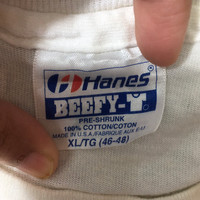 Hanes
BEEFY-T
PRE-SHRUNK
100% COTTON/COTON
MADE IN U.S.A./FABRIQUE AUX É-U
XL/TG (46-48)